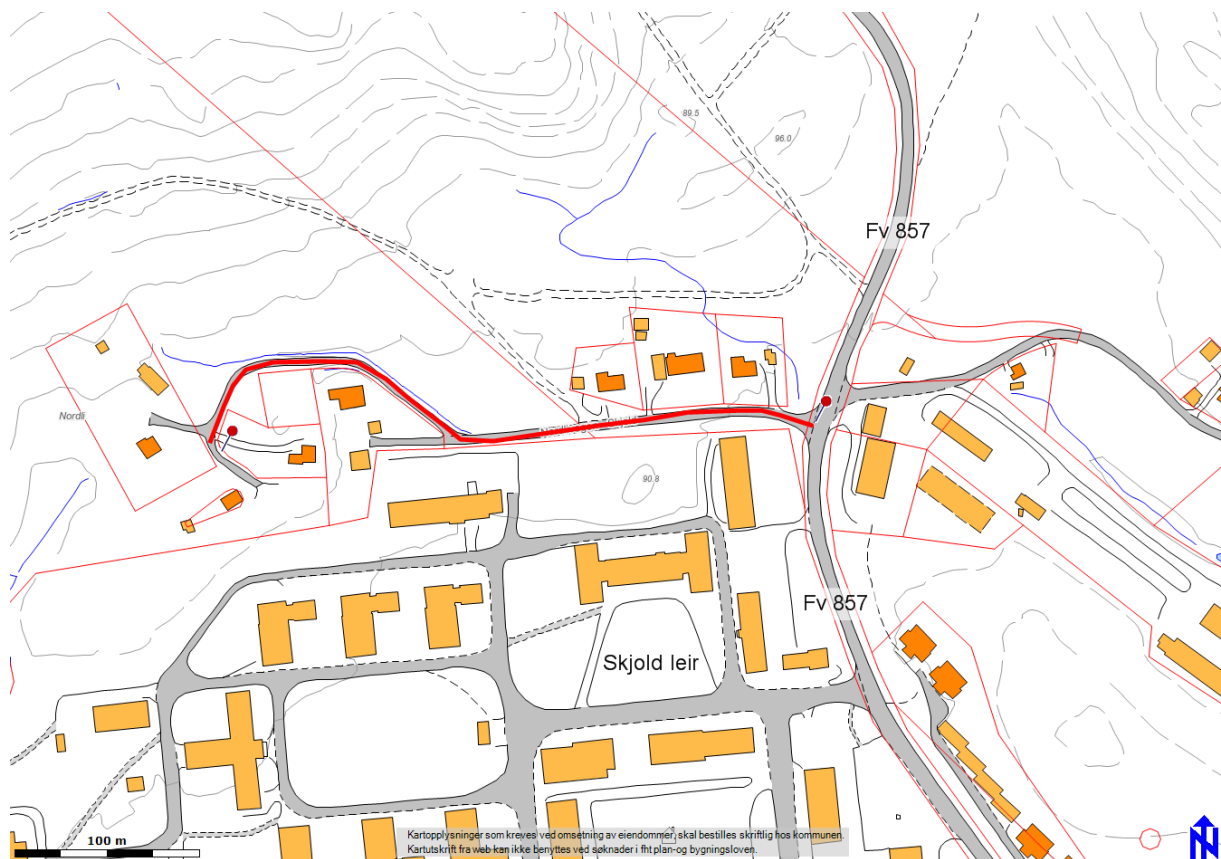 89.5
96.0
Fv 857
Nordli
90.8
Fv 857
Skjold leir
100 m
Kartopplysninger som kreves ved omsetning av eiendommer, skal bestilles skriftlig hos kommunen.
Kartutskrift fra web kan ikke benyttes ved søknader i fht plan-og bygningsloven.
N